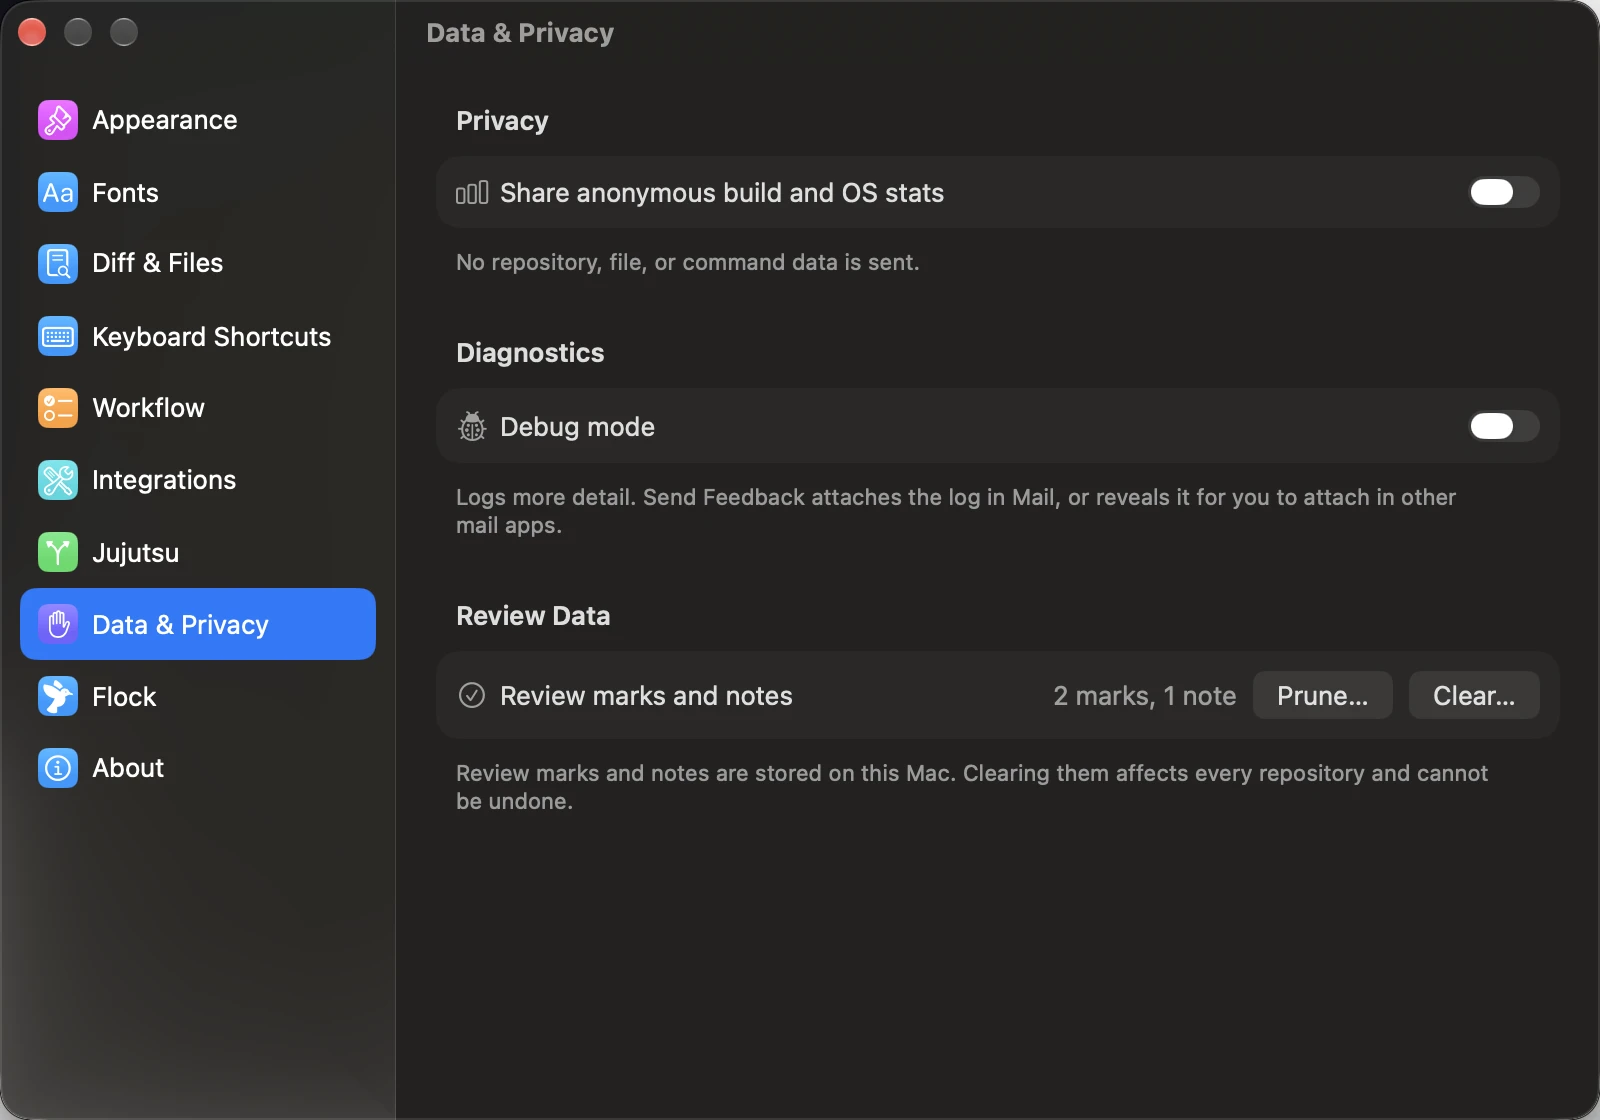 Data & Privacy
Appearance
Aa Fonts
Diff & Files
Keyboard Shortcuts
Workflow
Integrations
Jujutsu
Data & Privacy
Flock
About
Privacy
Share anonymous build and OS stats
No repository, file, or command data is sent.
Diagnostics
Debug mode
Logs more detail. Send Feedback attaches the log in Mail, or reveals it for you to attach in other
mail apps.
Review Data
Review marks and notes 2 marks, 1 note Prune... Clear...
Review marks and notes are stored on this Mac. Clearing them affects every repository and cannot
be undone.